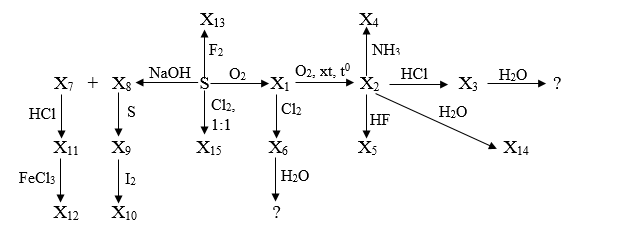 X₁₃ X₄
F₂ NH₃
X₇ + X₈ NaOH S O₂ X₁ O₂, xt, t⁰ X₂ HCl X₃ H₂O ?
HCl S Cl₂, 1:1 Cl₂ HF H₂O
X₁₁ X₉ X₁₅ X₆ X₅ X₁₄
FeCl₃ I₂ H₂O
X₁₂ X₁₀ ?